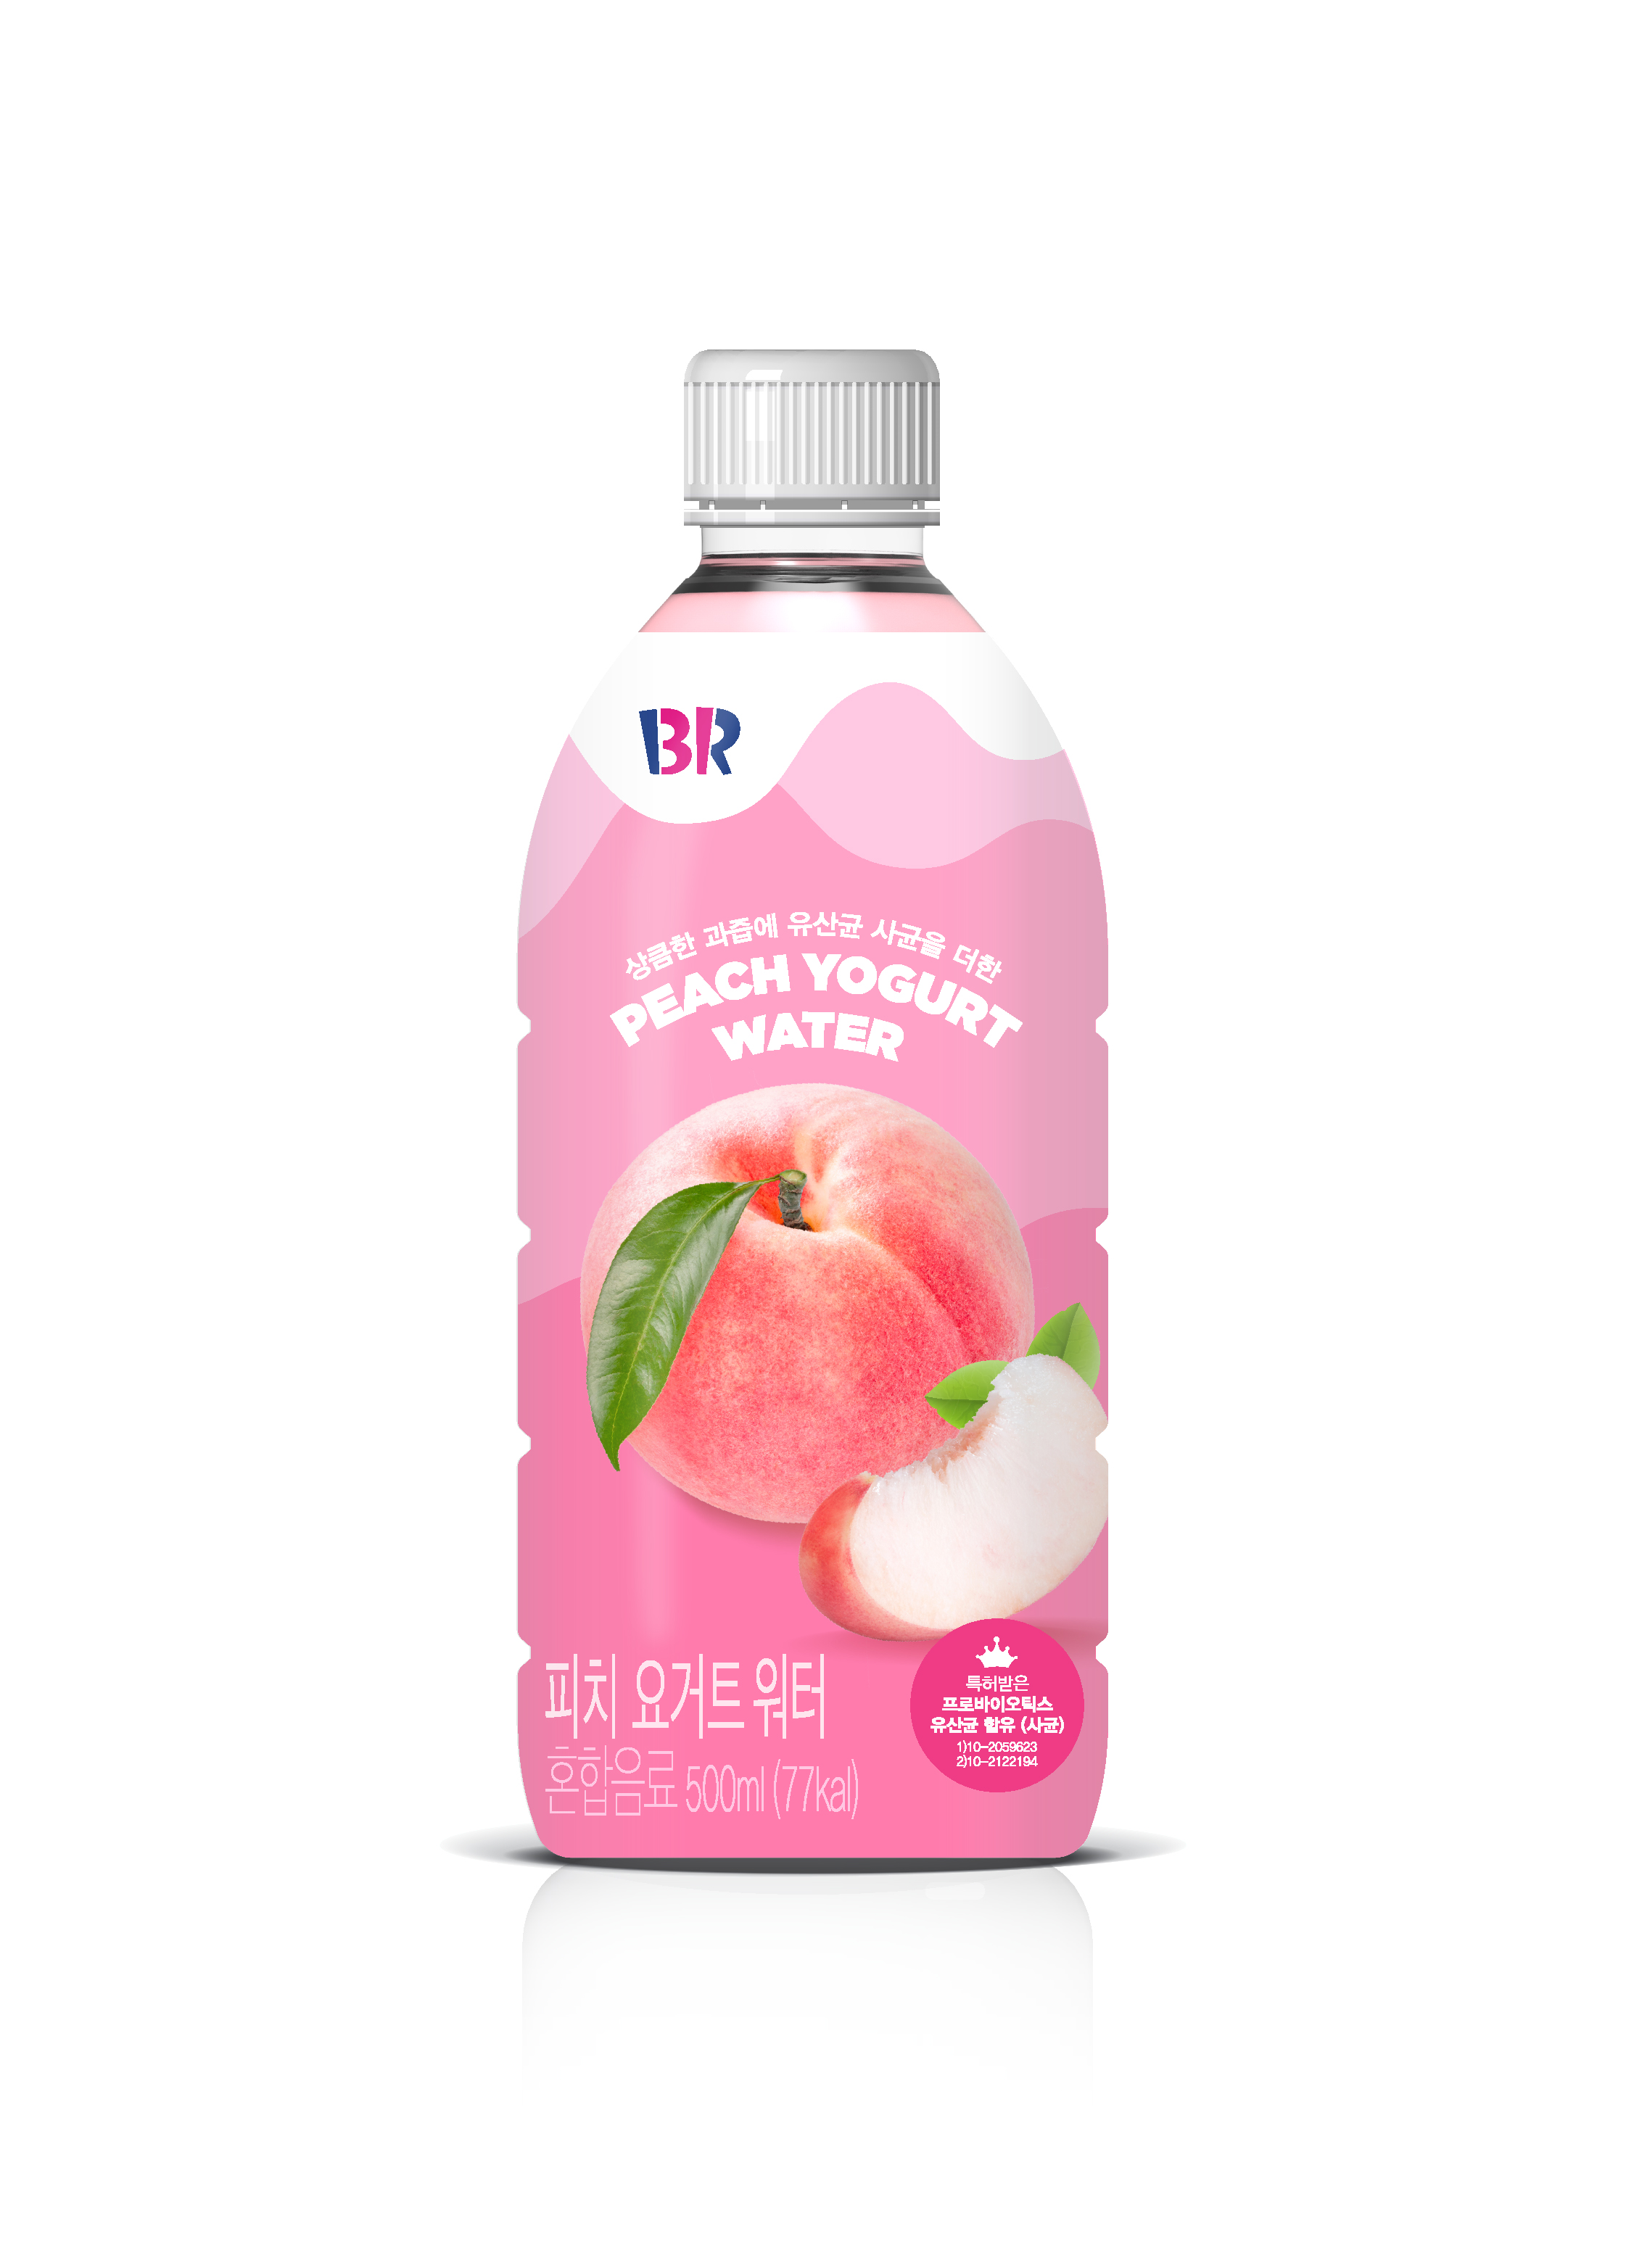 BR
상큼한 과즙에 유산균 사균을 더한
PEACH YOGURT
WATER
피치 요거트 워터
혼합음료 500ml (77kal)
특허받은
프로바이오틱스
유산균 함유 (사균)
1)10-2059623
2)10-2122194